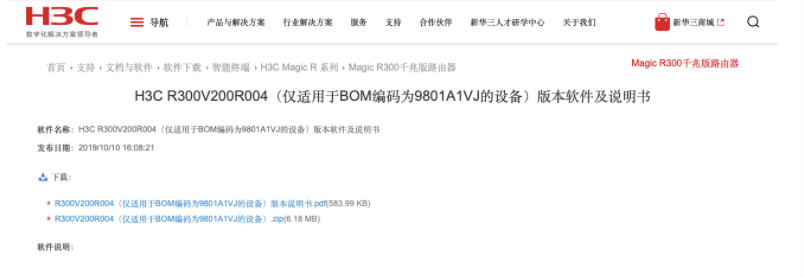 H3C
数字化解决方案领导者
导航 产品与解决方案 行业解决方案 服务 支持 合作伙伴 新华三人才研学中心 关于我们 新华三商城
首页 › 支持 › 文档与软件 › 软件下载 › 智能终端 › H3C Magic R 系列 › Magic R300千兆版路由器
Magic R300千兆版路由器
H3C R300V200R004（仅适用于BOM编码为9801A1VJ的设备）版本软件及说明书
软件名称：H3C R300V200R004（仅适用于BOM编码为9801A1VJ的设备）版本软件及说明书
发布日期：2019/10/10 16:08:21
下载：
R300V200R004（仅适用于BOM编码为9801A1VJ的设备）版本说明书.pdf(583.99 KB)
R300V200R004（仅适用于BOM编码为9801A1VJ的设备）.zip(6.18 MB)
软件说明：